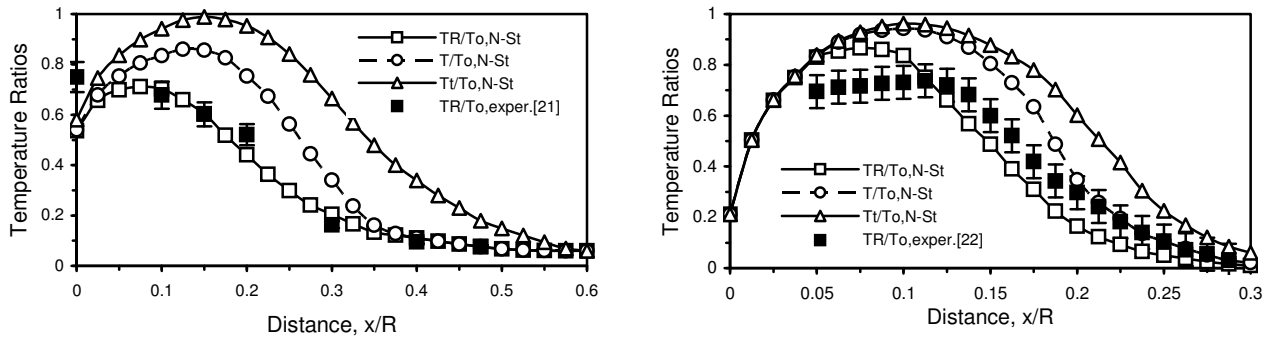 Temperature Ratios
1
0.8
0.6
0.4
0.2
0
0
0.1
0.2
0.3
0.4
0.5
0.6
Distance, x/R
TR/To,N-St
T/To,N-St
Tt/To,N-St
TR/To,exper.[21]
Temperature Ratios
1
0.8
0.6
0.4
0.2
0
0
0.05
0.1
0.15
0.2
0.25
0.3
Distance, x/R
TR/To,N-St
T/To,N-St
Tt/To,N-St
TR/To,exper.[22]